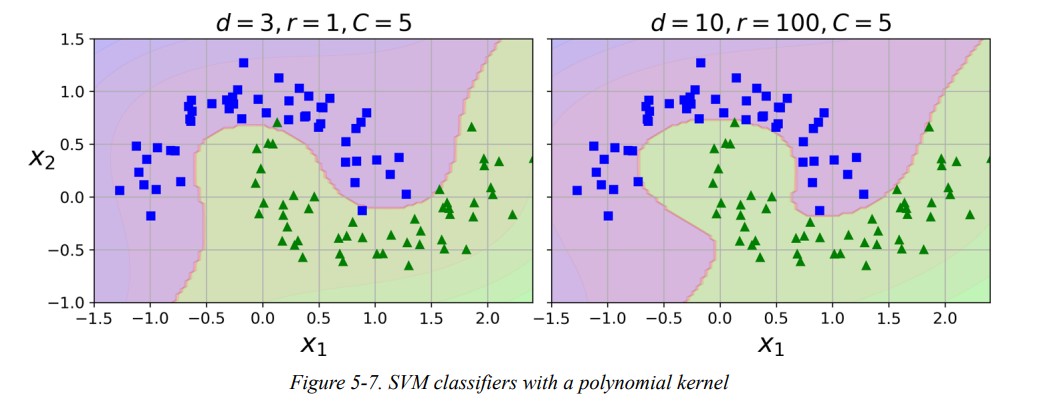 d = 3, r = 1, C = 5
d = 10, r = 100, C = 5
1.5
1.0
0.5
0.0
−0.5
−1.0
x₂
−1.5 −1.0 −0.5 0.0 0.5 1.0 1.5 2.0
−1.5 −1.0 −0.5 0.0 0.5 1.0 1.5 2.0
x₁
x₁
Figure 5-7. SVM classifiers with a polynomial kernel